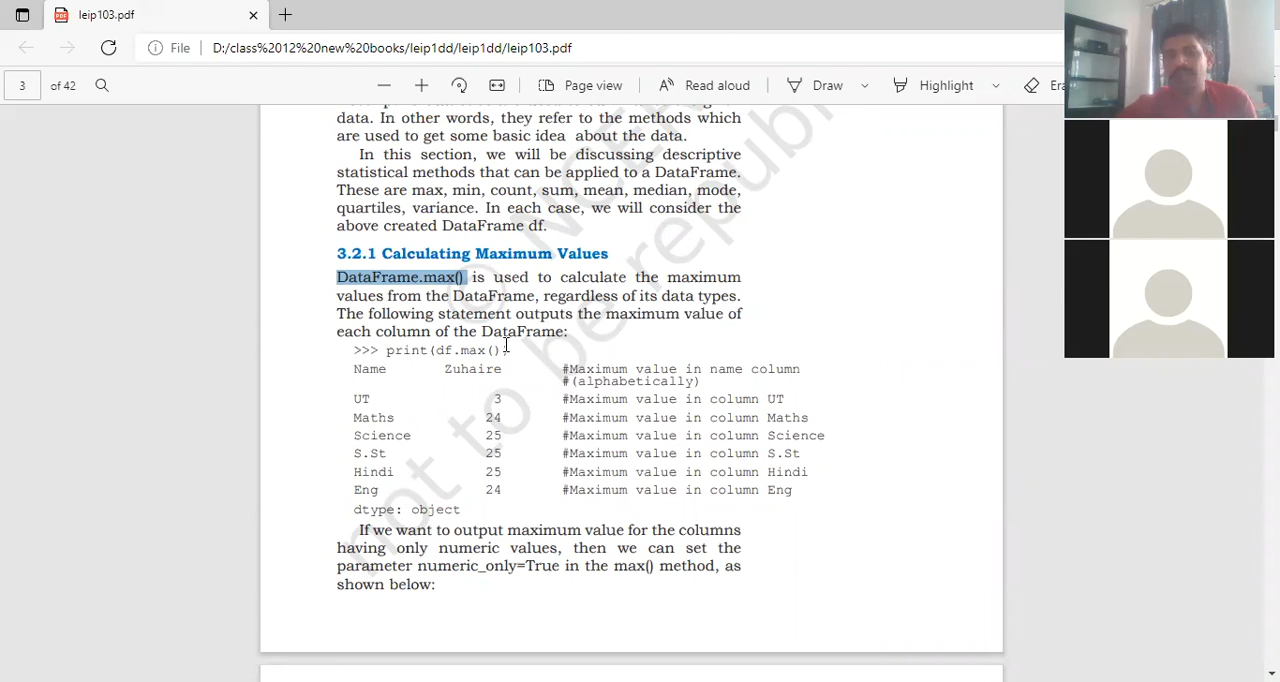 leip103.pdf
File D:/class%2012%20new%20books/leip1dd/leip1dd/leip103.pdf
3 of 42 Page view Read aloud Draw Highlight
data. In other words, they refer to the methods which
are used to get some basic idea about the data.
In this section, we will be discussing descriptive
statistical methods that can be applied to a DataFrame.
These are max, min, count, sum, mean, median, mode,
quartiles, variance. In each case, we will consider the
above created DataFrame df.
3.2.1 Calculating Maximum Values
DataFrame.max() is used to calculate the maximum
values from the DataFrame, regardless of its data types.
The following statement outputs the maximum value of
each column of the DataFrame:
>>> print(df.max())
Name Zuhaire #Maximum value in name column
#(alphabetically)
UT 3 #Maximum value in column UT
Maths 24 #Maximum value in column Maths
Science 25 #Maximum value in column Science
S.St 25 #Maximum value in column S.St
Hindi 25 #Maximum value in column Hindi
Eng 24 #Maximum value in column Eng
dtype: object
If we want to output maximum value for the columns
having only numeric values, then we can set the
parameter numeric_only=True in the max() method, as
shown below:
not to be republ